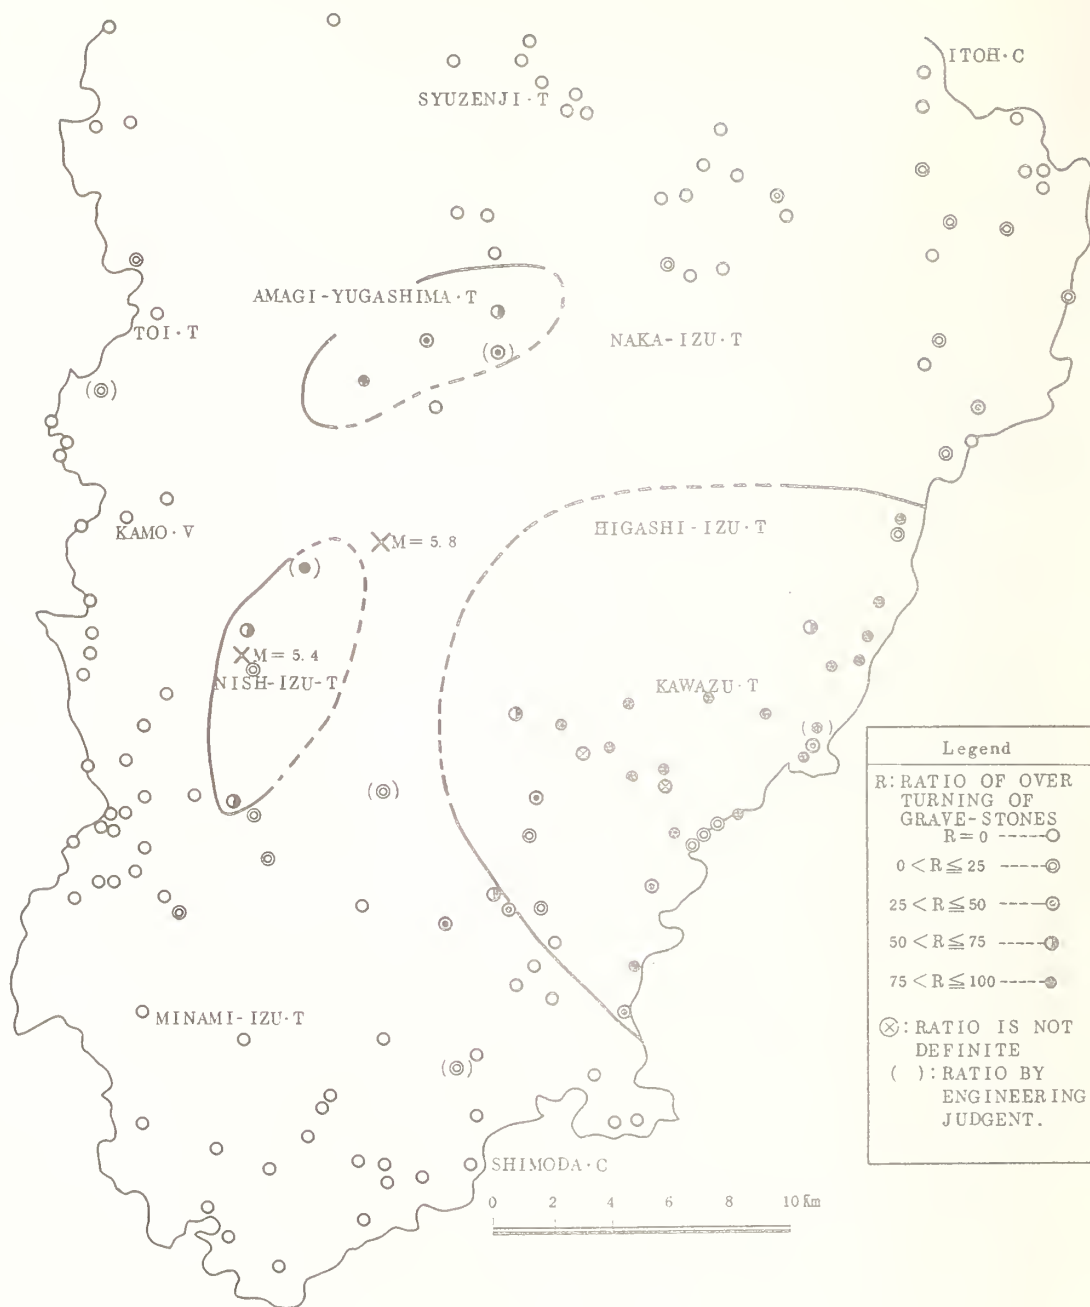 ITOH·C
SYUZENJI·T
AMAGI-YUGASHIMA·T
TOI·T
NAKA-IZU·T
( )
( )
KAMO·V
HIGASHI-IZU·T
M=5.8
( )
M=5.4
NISH-IZU-T
KAWAZU·T
( )
( )
Legend
R:RATIO OF OVER
TURNING OF
GRAVE-STONES
R=0 -----
0<R≦25 -----
25<R≦50 -----
50<R≦75 -----
75<R≦100 -----
⊗:RATIO IS NOT
DEFINITE
( ):RATIO BY
ENGINEERING
JUDGENT.
MINAMI-IZU·T
( )
SHIMODA·C
0 2 4 6 8 10 Km